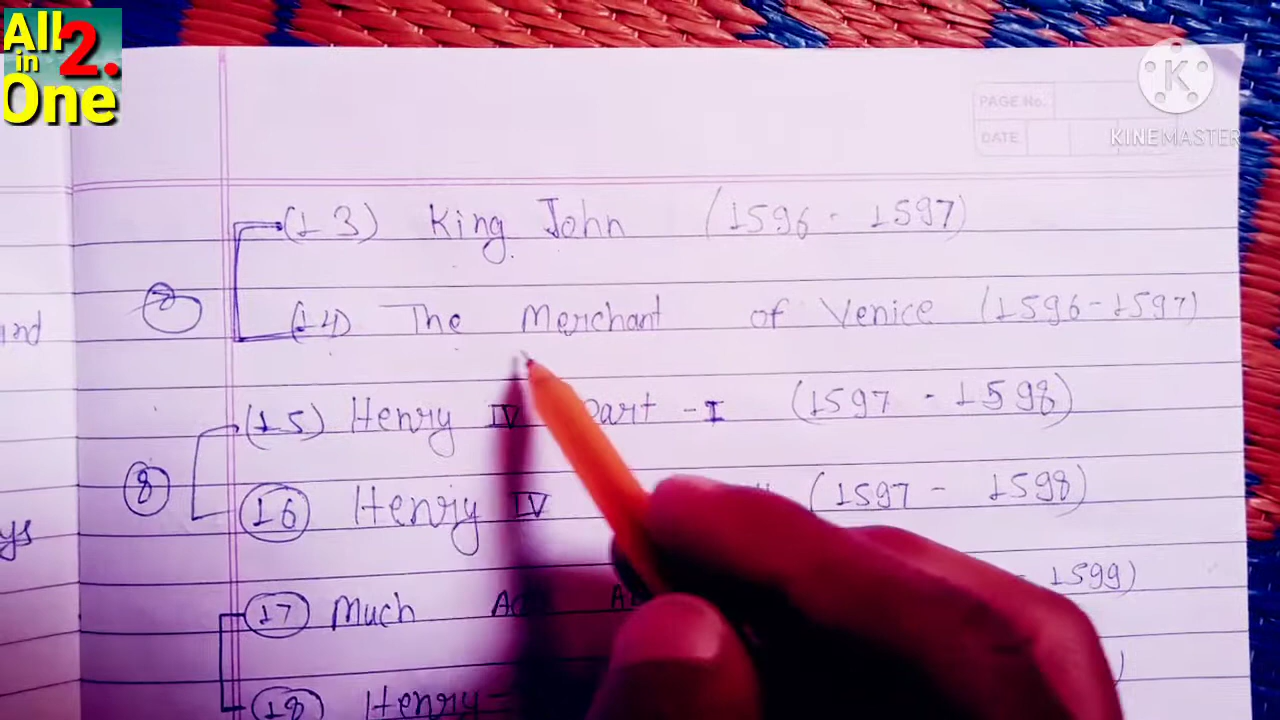 All
in 2.
One
PAGE No.
DATE
KINEMASTER
(13) King John (1596 - 1597)
(14) The Merchant of Venice (1596-1597)
(15) Henry IV Part - I (1597 - 1598)
8
(16) Henry IV (1597 - 1598)
(17) Much - 1599)
(18) Henry